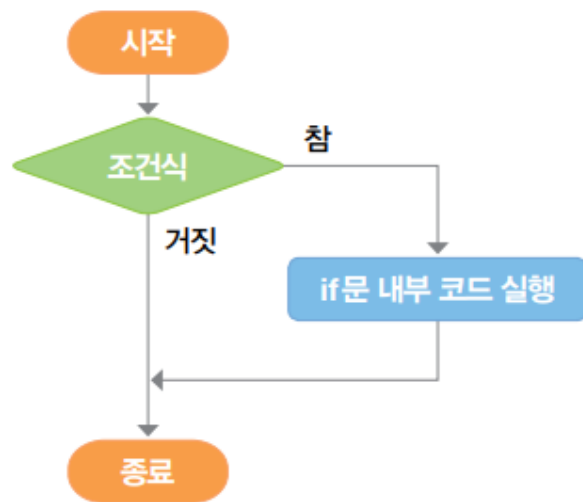 시작
조건식
참
거짓
if문 내부 코드 실행
종료